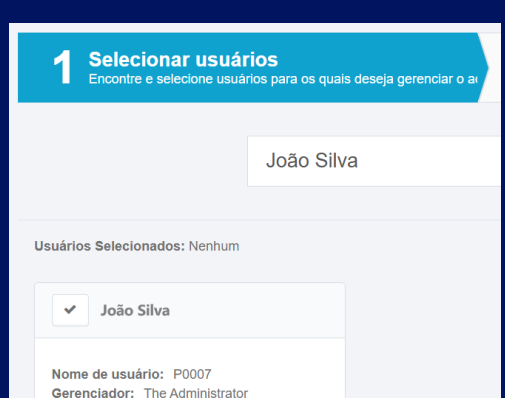 1
Selecionar usuários
Encontre e selecione usuários para os quais deseja gerenciar o
João Silva
Usuários Selecionados: Nenhum
João Silva
Nome de usuário: P0007
Gerenciador: The Administrator